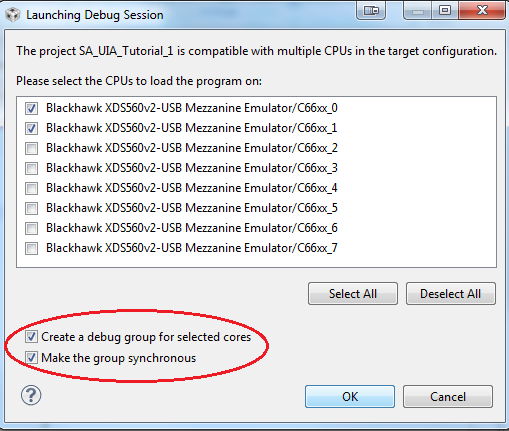 Launching Debug Session
The project SA_UIA_Tutorial_1 is compatible with multiple CPUs in the target configuration.
Please select the CPUs to load the program on:
Blackhawk XDS560v2-USB Mezzanine Emulator/C66xx_0
Blackhawk XDS560v2-USB Mezzanine Emulator/C66xx_1
Blackhawk XDS560v2-USB Mezzanine Emulator/C66xx_2
Blackhawk XDS560v2-USB Mezzanine Emulator/C66xx_3
Blackhawk XDS560v2-USB Mezzanine Emulator/C66xx_4
Blackhawk XDS560v2-USB Mezzanine Emulator/C66xx_5
Blackhawk XDS560v2-USB Mezzanine Emulator/C66xx_6
Blackhawk XDS560v2-USB Mezzanine Emulator/C66xx_7
Select All Deselect All
Create a debug group for selected cores
Make the group synchronous
? OK Cancel